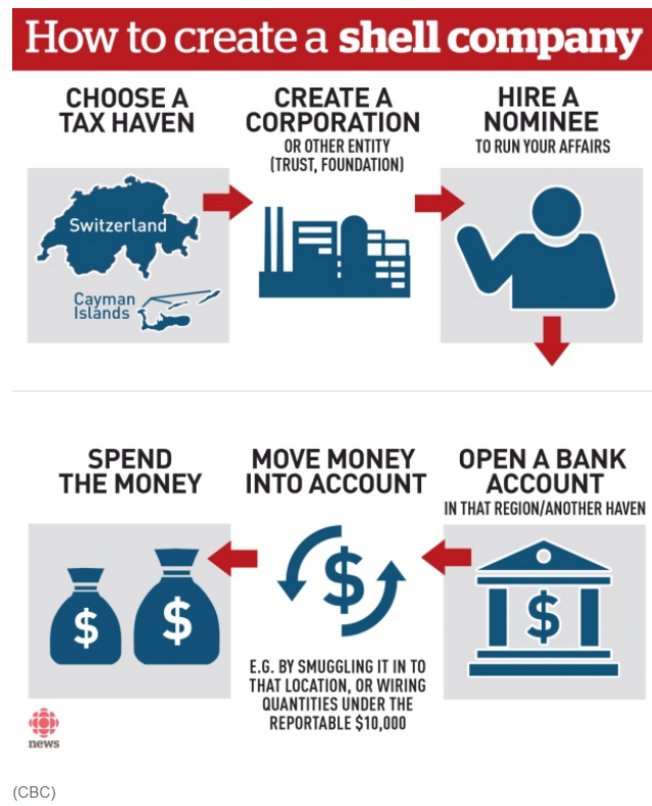 How to create a shell company
CHOOSE A
TAX HAVEN
Switzerland
Cayman
Islands
CREATE A
CORPORATION
OR OTHER ENTITY
(TRUST, FOUNDATION)
HIRE A
NOMINEE
TO RUN YOUR AFFAIRS
OPEN A BANK
ACCOUNT
IN THAT REGION/ANOTHER HAVEN
$
MOVE MONEY
INTO ACCOUNT
$
E.G. BY SMUGGLING IT IN TO
THAT LOCATION, OR WIRING
QUANTITIES UNDER THE
REPORTABLE $10,000
SPEND
THE MONEY
$
$
news
(CBC)